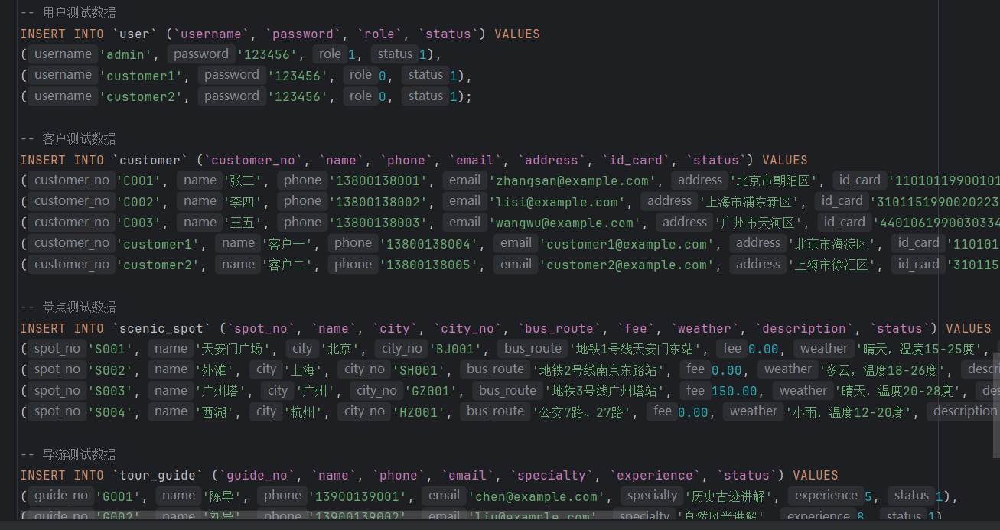 -- 用户测试数据
INSERT INTO `user` (`username`, `password`, `role`, `status`) VALUES
( username 'admin', password '123456', role 1, status 1),
( username 'customer1', password '123456', role 0, status 1),
( username 'customer2', password '123456', role 0, status 1);
-- 客户测试数据
INSERT INTO `customer` (`customer_no`, `name`, `phone`, `email`, `address`, `id_card`, `status`) VALUES
( customer_no 'C001', name '张三', phone '13800138001', email 'zhangsan@example.com', address '北京市朝阳区', id_card '11010119900101
( customer_no 'C002', name '李四', phone '13800138002', email 'lisi@example.com', address '上海市浦东新区', id_card '3101151990020223
( customer_no 'C003', name '王五', phone '13800138003', email 'wangwu@example.com', address '广州市天河区', id_card '4401061990030334
( customer_no 'customer1', name '客户一', phone '13800138004', email 'customer1@example.com', address '北京市海淀区', id_card '110101
( customer_no 'customer2', name '客户二', phone '13800138005', email 'customer2@example.com', address '上海市徐汇区', id_card '310115
-- 景点测试数据
INSERT INTO `scenic_spot` (`spot_no`, `name`, `city`, `city_no`, `bus_route`, `fee`, `weather`, `description`, `status`) VALUES
( spot_no 'S001', name '天安门广场', city '北京', city_no 'BJ001', bus_route '地铁1号线天安门东站', fee 0.00, weather '晴天，温度15-25度',
( spot_no 'S002', name '外滩', city '上海', city_no 'SH001', bus_route '地铁2号线南京东路站', fee 0.00, weather '多云，温度18-26度', descri
( spot_no 'S003', name '广州塔', city '广州', city_no 'GZ001', bus_route '地铁3号线广州塔站', fee 150.00, weather '晴天，温度20-28度', des
( spot_no 'S004', name '西湖', city '杭州', city_no 'HZ001', bus_route '公交7路、27路', fee 0.00, weather '小雨，温度12-20度', description
-- 导游测试数据
INSERT INTO `tour_guide` (`guide_no`, `name`, `phone`, `email`, `specialty`, `experience`, `status`) VALUES
( guide_no 'G001', name '陈导', phone '13900139001', email 'chen@example.com', specialty '历史古迹讲解', experience 5, status 1),
( guide_no 'G002', name '刘导', phone '13900139002', email 'liu@example.com', specialty '自然风光讲解', experience 8, status 1)